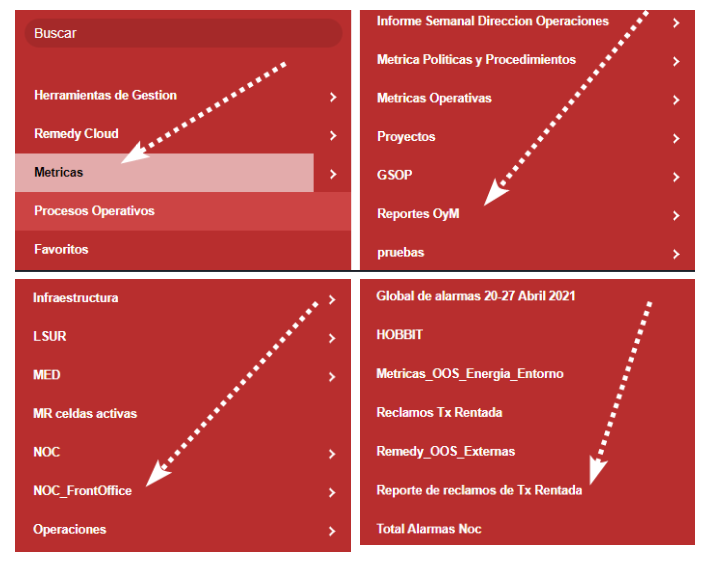 Buscar
Herramientas de Gestion
Remedy Cloud
Metricas
Procesos Operativos
Favoritos
Informe Semanal Direccion Operaciones
Metrica Politicas y Procedimientos
Metricas Operativas
Proyectos
GSOP
Reportes OyM
pruebas
Infraestructura
LSUR
MED
MR celdas activas
NOC
NOC_FrontOffice
Operaciones
Global de alarmas 20-27 Abril 2021
HOBBIT
Metricas_OOS_Energia_Entorno
Reclamos Tx Rentada
Remedy_OOS_Externas
Reporte de reclamos de Tx Rentada
Total Alarmas Noc